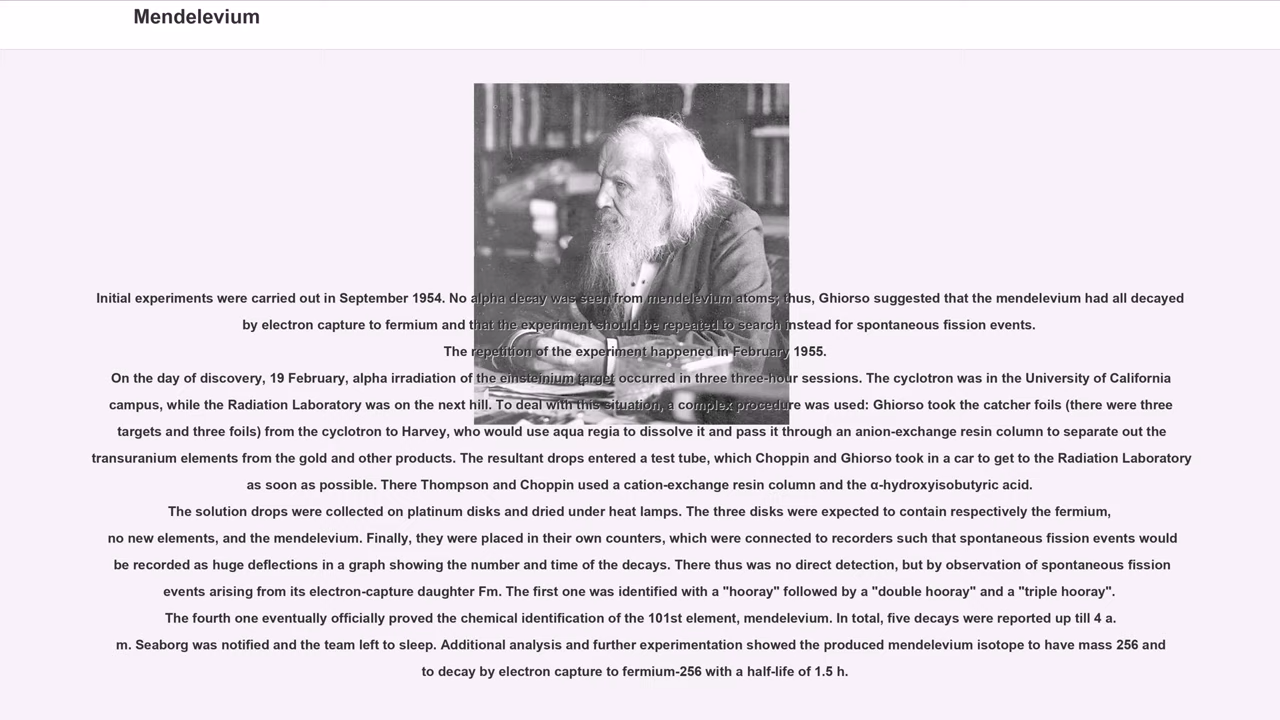 Mendelevium
Initial experiments were carried out in September 1954. No alpha decay was seen from mendelevium atoms; thus, Ghiorso suggested that the mendelevium had all decayed
by electron capture to fermium and that the experiment should be repeated to search instead for spontaneous fission events.
The repetition of the experiment happened in February 1955.
On the day of discovery, 19 February, alpha irradiation of the einsteinium target occurred in three three-hour sessions. The cyclotron was in the University of California
campus, while the Radiation Laboratory was on the next hill. To deal with this situation, a complex procedure was used: Ghiorso took the catcher foils (there were three
targets and three foils) from the cyclotron to Harvey, who would use aqua regia to dissolve it and pass it through an anion-exchange resin column to separate out the
transuranium elements from the gold and other products. The resultant drops entered a test tube, which Choppin and Ghiorso took in a car to get to the Radiation Laboratory
as soon as possible. There Thompson and Choppin used a cation-exchange resin column and the α-hydroxyisobutyric acid.
The solution drops were collected on platinum disks and dried under heat lamps. The three disks were expected to contain respectively the fermium,
no new elements, and the mendelevium. Finally, they were placed in their own counters, which were connected to recorders such that spontaneous fission events would
be recorded as huge deflections in a graph showing the number and time of the decays. There thus was no direct detection, but by observation of spontaneous fission
events arising from its electron-capture daughter Fm. The first one was identified with a "hooray" followed by a "double hooray" and a "triple hooray".
The fourth one eventually officially proved the chemical identification of the 101st element, mendelevium. In total, five decays were reported up till 4 a.
m. Seaborg was notified and the team left to sleep. Additional analysis and further experimentation showed the produced mendelevium isotope to have mass 256 and
to decay by electron capture to fermium-256 with a half-life of 1.5 h.